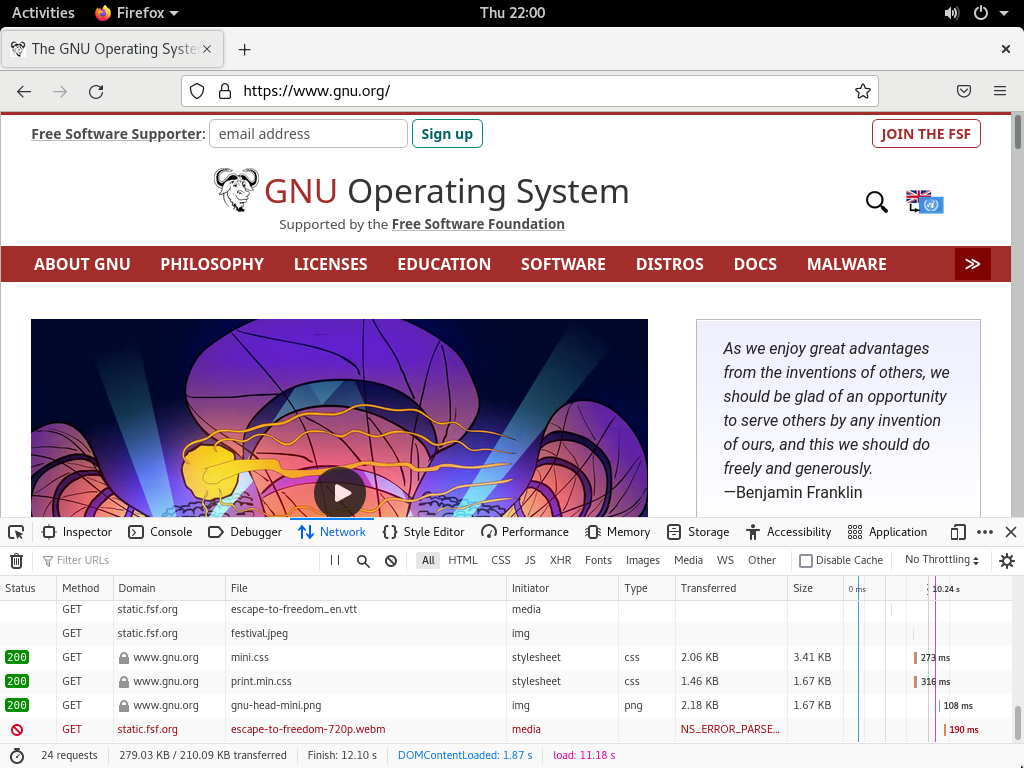 Activities Firefox Thu 22:00
The GNU Operating Syste
https://www.gnu.org/
Free Software Supporter: email address Sign up JOIN THE FSF
GNU Operating System
Supported by the Free Software Foundation
ABOUT GNU PHILOSOPHY LICENSES EDUCATION SOFTWARE DISTROS DOCS MALWARE ≫
As we enjoy great advantages
from the inventions of others, we
should be glad of an opportunity
to serve others by any invention
of ours, and this we should do
freely and generously.
—Benjamin Franklin
Inspector Console Debugger Network Style Editor Performance Memory Storage Accessibility Application
Filter URLs All HTML CSS JS XHR Fonts Images Media WS Other Disable Cache No Throttling
Status Method Domain File Initiator Type Transferred Size 0 ms 10.24 s
GET static.fsf.org escape-to-freedom_en.vtt media
GET static.fsf.org festival.jpeg img
200 GET www.gnu.org mini.css stylesheet css 2.06 KB 3.41 KB 273 ms
200 GET www.gnu.org print.min.css stylesheet css 1.46 KB 1.67 KB 316 ms
200 GET www.gnu.org gnu-head-mini.png img png 2.18 KB 1.67 KB 108 ms
GET static.fsf.org escape-to-freedom-720p.webm media NS_ERROR_PARSE... 190 ms
24 requests 279.03 KB / 210.09 KB transferred Finish: 12.10 s DOMContentLoaded: 1.87 s load: 11.18 s